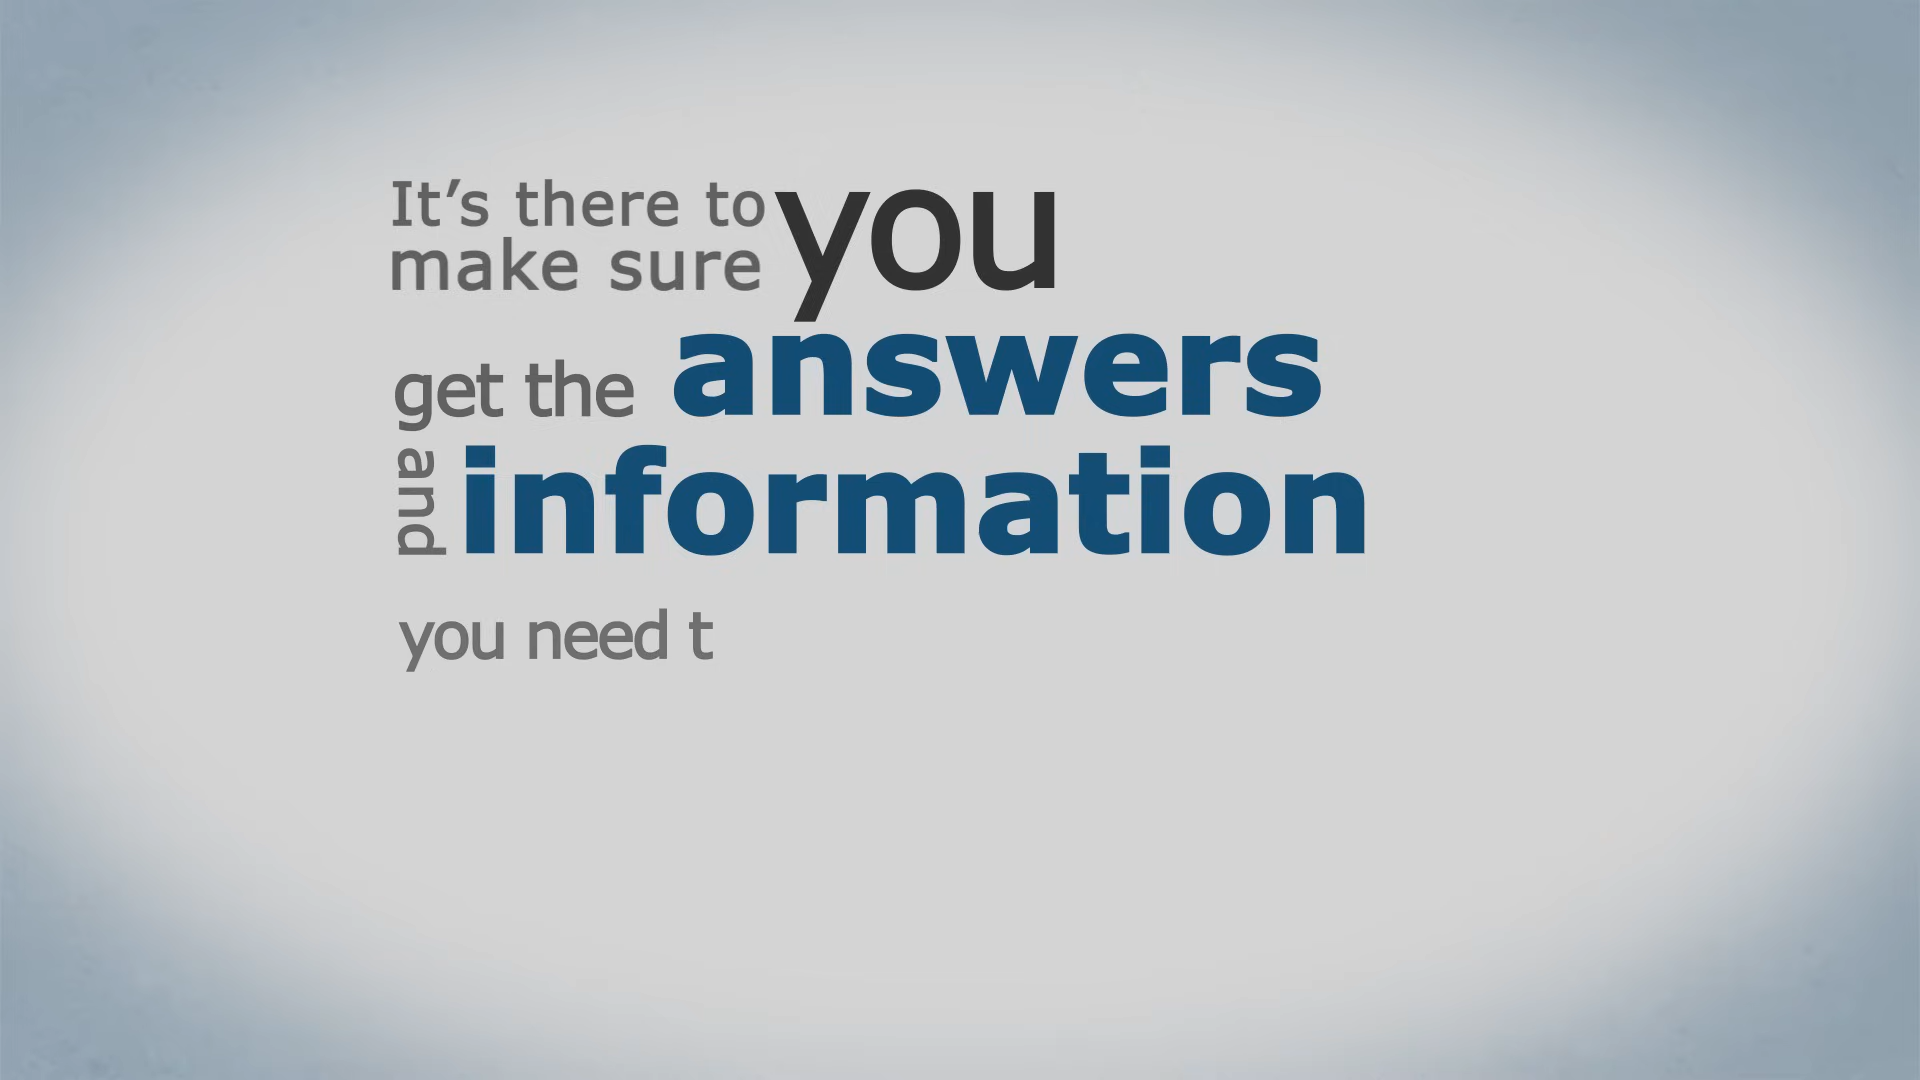 It’s there to
make sure you
get the answers
and information
you need t